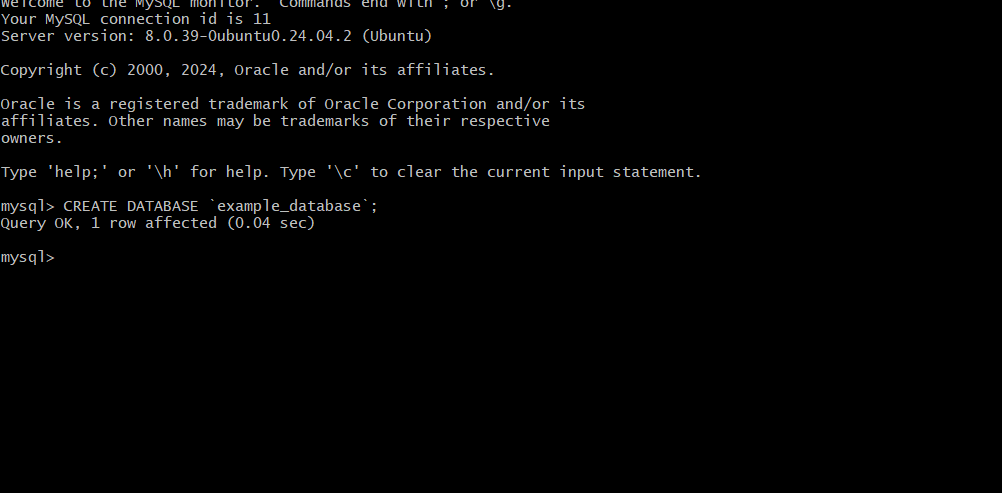 Welcome to the MySQL monitor.  Commands end with ; or \g.
Your MySQL connection id is 11
Server version: 8.0.39-0ubuntu0.24.04.2 (Ubuntu)
Copyright (c) 2000, 2024, Oracle and/or its affiliates.
Oracle is a registered trademark of Oracle Corporation and/or its
affiliates. Other names may be trademarks of their respective
owners.
Type 'help;' or '\h' for help. Type '\c' to clear the current input statement.
mysql> CREATE DATABASE `example_database`;
Query OK, 1 row affected (0.04 sec)
mysql>